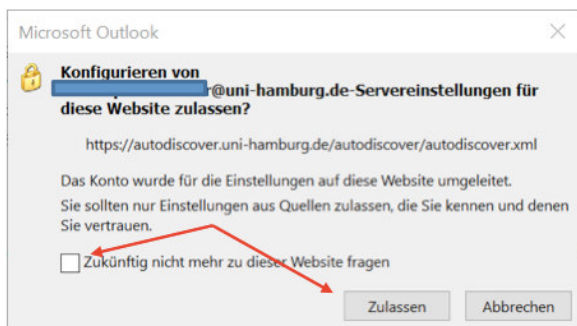 Microsoft Outlook
Konfigurieren von
r@uni-hamburg.de-Servereinstellungen für
diese Website zulassen?
https://autodiscover.uni-hamburg.de/autodiscover/autodiscover.xml
Das Konto wurde für die Einstellungen auf diese Website umgeleitet.
Sie sollten nur Einstellungen aus Quellen zulassen, die Sie kennen und denen
Sie vertrauen.
Zukünftig nicht mehr zu dieser Website fragen
Zulassen Abbrechen